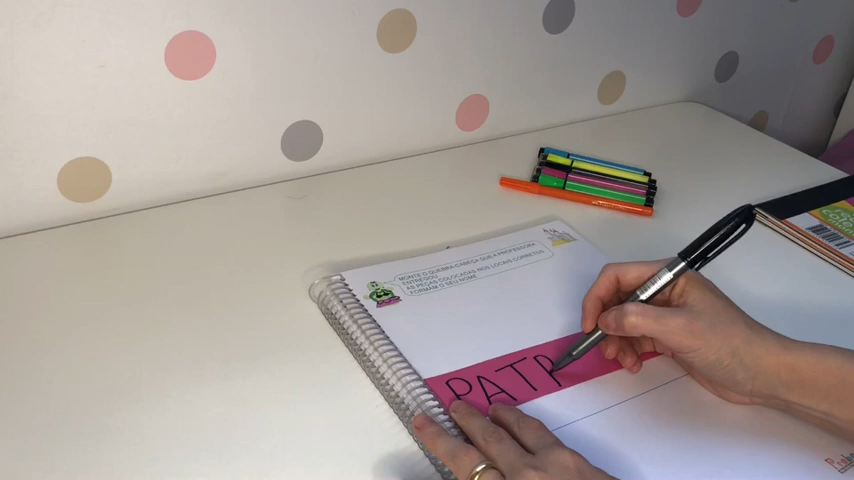 MONTE O QUEBRA-CABEÇA QUE A PROFESSORA
ENTREGOU.
AS PEÇAS COLOCADAS NOS LOCAIS CORRETOS
FORMAM O SEU NOME
PATR